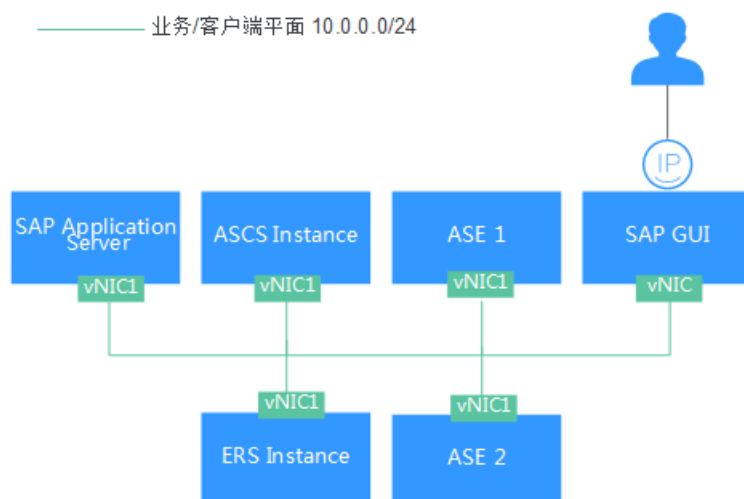 业务/客户端平面 10.0.0.0/24
IP
SAP Application
Server
ASCS Instance
ASE 1
SAP GUI
vNIC1
vNIC1
vNIC1
vNIC
vNIC1
vNIC1
ERS Instance
ASE 2